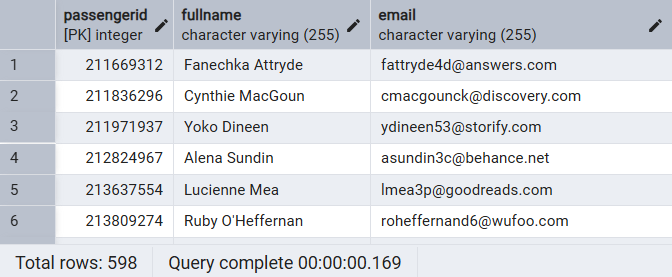 passengerid fullname email
[PK] integer character varying (255) character varying (255)
1 211669312 Fanechka Attryde fattryde4d@answers.com
2 211836296 Cynthie MacGoun cmacgounck@discovery.com
3 211971937 Yoko Dineen ydineen53@storify.com
4 212824967 Alena Sundin asundin3c@behance.net
5 213637554 Lucienne Mea lmea3p@goodreads.com
6 213809274 Ruby O'Heffernan roheffernand6@wufoo.com
Total rows: 598 Query complete 00:00:00.169